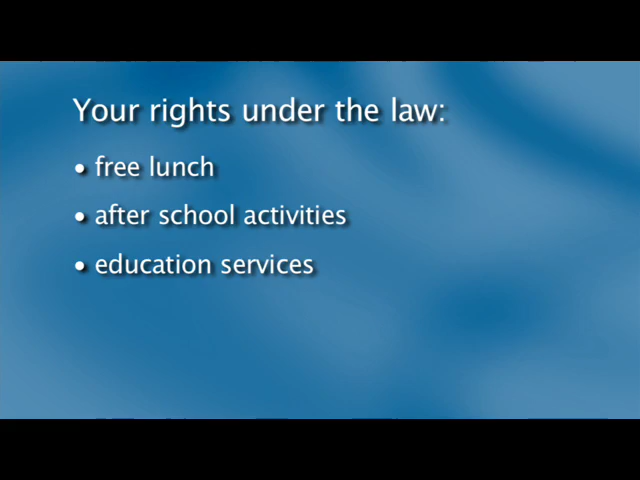 Your rights under the law:
• free lunch
• after school activities
• education services